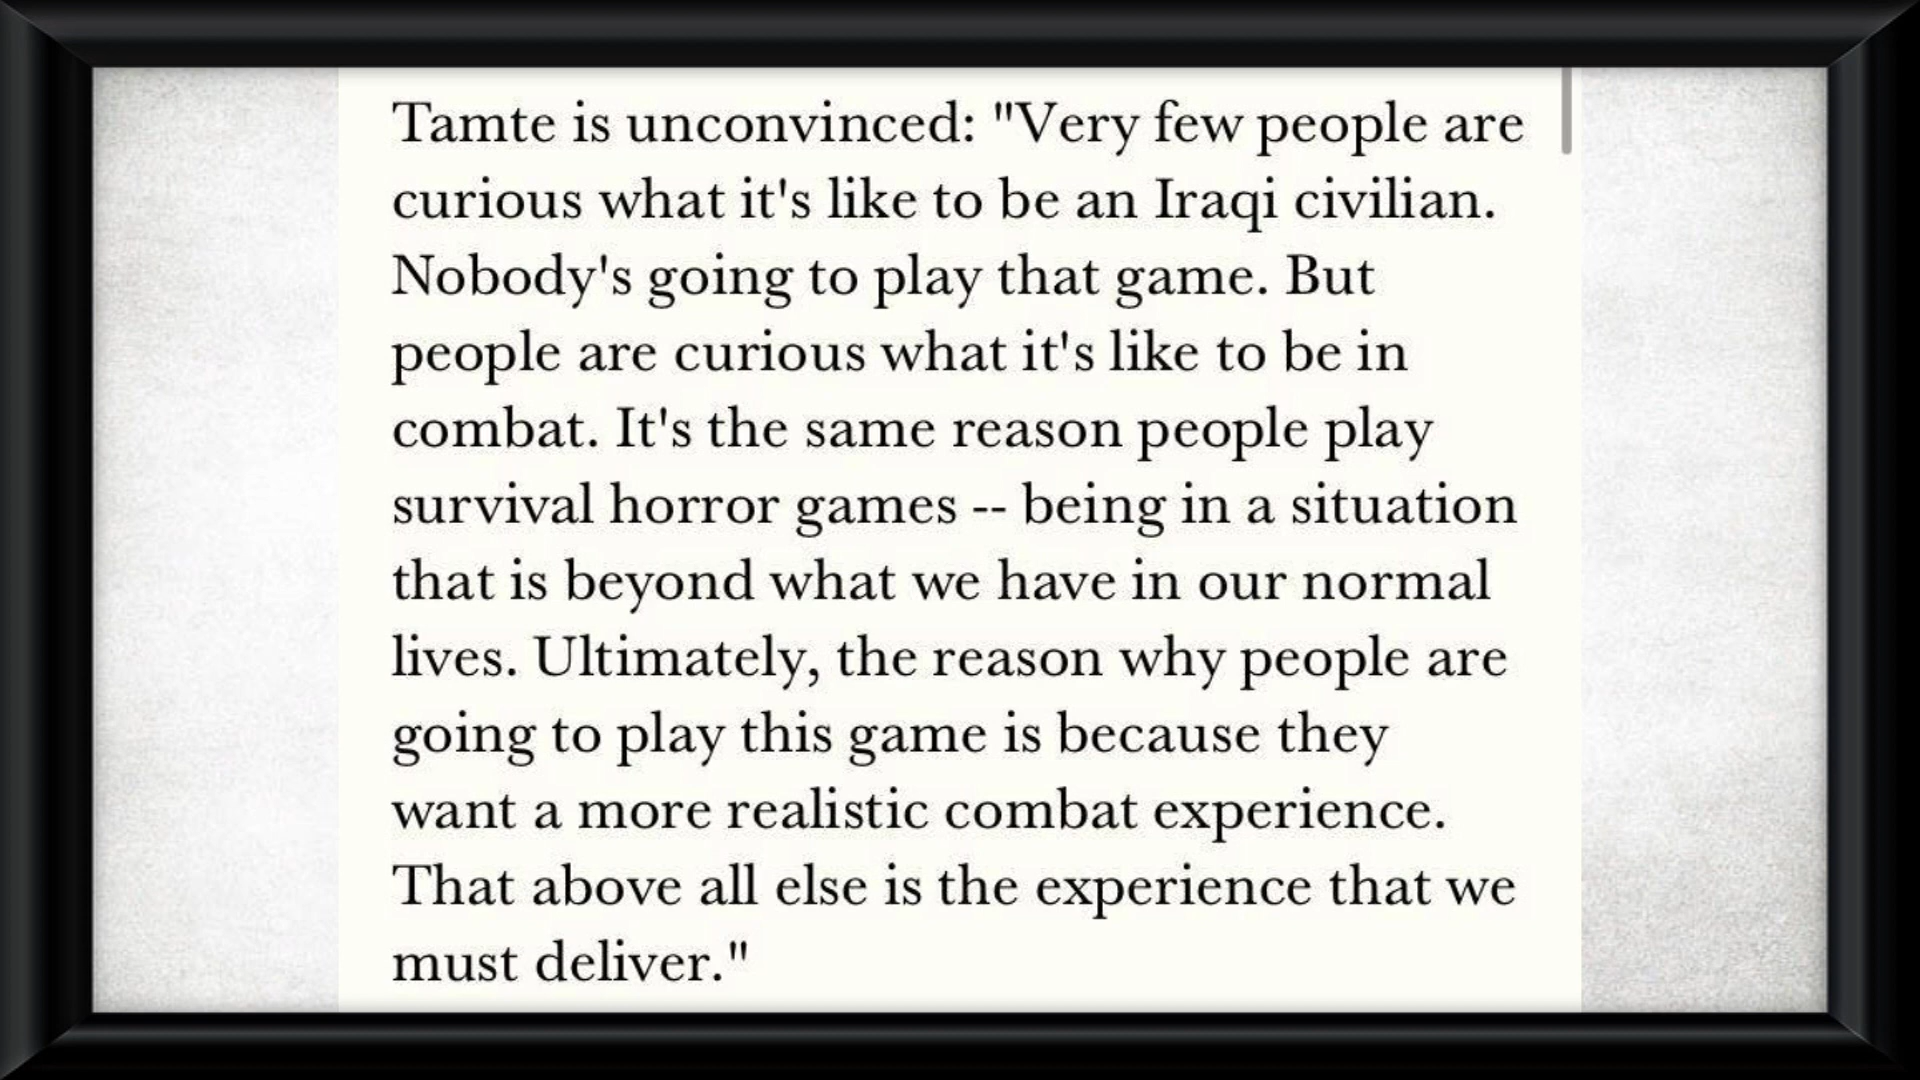 Tamte is unconvinced: "Very few people are
curious what it's like to be an Iraqi civilian.
Nobody's going to play that game. But
people are curious what it's like to be in
combat. It's the same reason people play
survival horror games -- being in a situation
that is beyond what we have in our normal
lives. Ultimately, the reason why people are
going to play this game is because they
want a more realistic combat experience.
That above all else is the experience that we
must deliver."